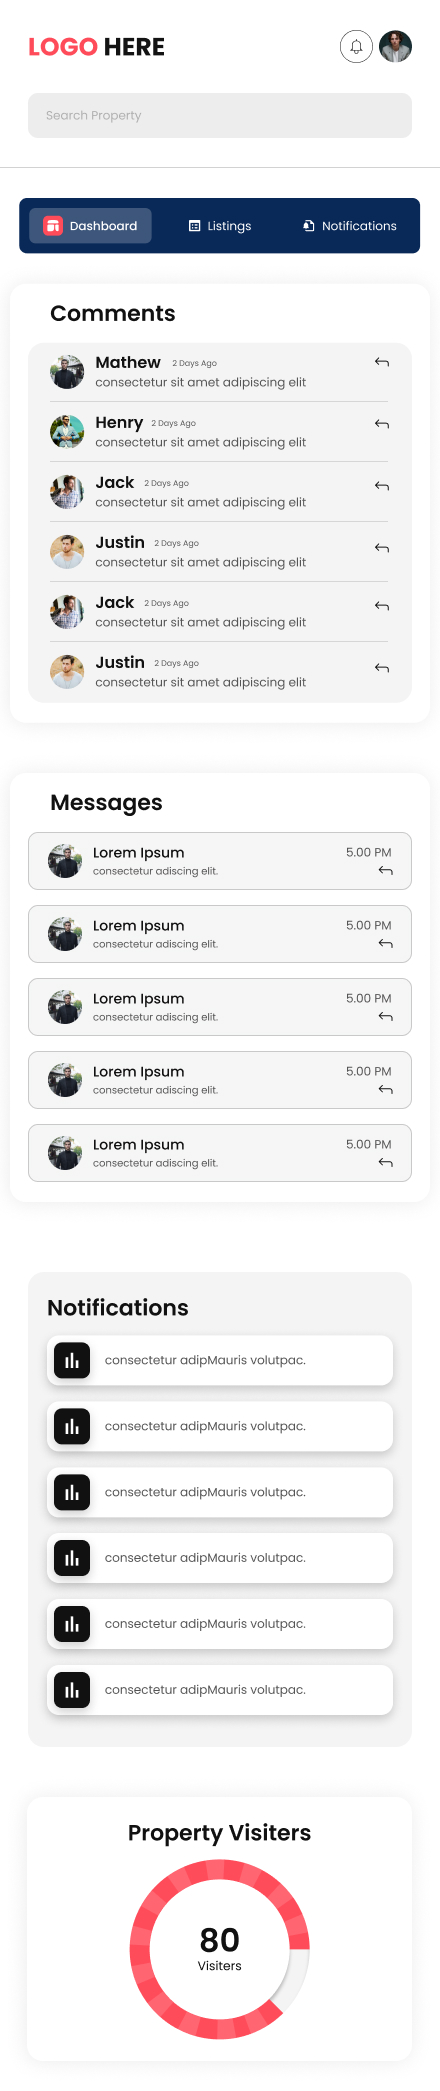 LOGO HERE
Search Property
Dashboard Listings Notifications
Comments
Mathew 2 Days Ago
consectetur sit amet adipiscing elit
Henry 2 Days Ago
consectetur sit amet adipiscing elit
Jack 2 Days Ago
consectetur sit amet adipiscing elit
Justin 2 Days Ago
consectetur sit amet adipiscing elit
Jack 2 Days Ago
consectetur sit amet adipiscing elit
Justin 2 Days Ago
consectetur sit amet adipiscing elit
Messages
Lorem Ipsum 5.00 PM
consectetur adiscing elit.
Lorem Ipsum 5.00 PM
consectetur adiscing elit.
Lorem Ipsum 5.00 PM
consectetur adiscing elit.
Lorem Ipsum 5.00 PM
consectetur adiscing elit.
Lorem Ipsum 5.00 PM
consectetur adiscing elit.
Notifications
consectetur adipMauris volutpac.
consectetur adipMauris volutpac.
consectetur adipMauris volutpac.
consectetur adipMauris volutpac.
consectetur adipMauris volutpac.
consectetur adipMauris volutpac.
Property Visiters
80
Visiters